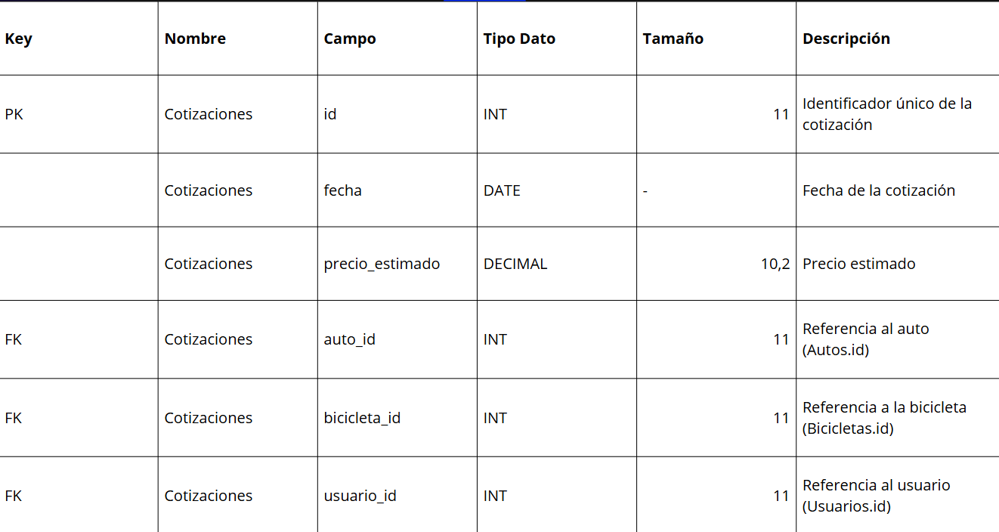 Key Nombre Campo Tipo Dato Tamaño Descripción
PK Cotizaciones id INT 11 Identificador único de la
cotización
Cotizaciones fecha DATE - Fecha de la cotización
Cotizaciones precio_estimado DECIMAL 10,2 Precio estimado
FK Cotizaciones auto_id INT 11 Referencia al auto
(Autos.id)
FK Cotizaciones bicicleta_id INT 11 Referencia a la bicicleta
(Bicicletas.id)
FK Cotizaciones usuario_id INT 11 Referencia al usuario
(Usuarios.id)